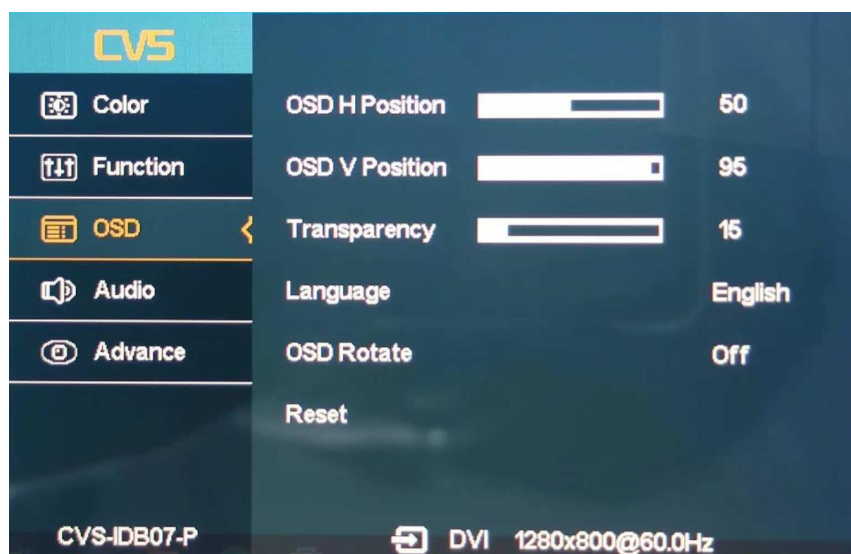 CVS
Color
Function
OSD
Audio
Advance
OSD H Position 50
OSD V Position 95
Transparency 15
Language English
OSD Rotate Off
Reset
CVS-IDB07-P
DVI 1280x800@60.0Hz